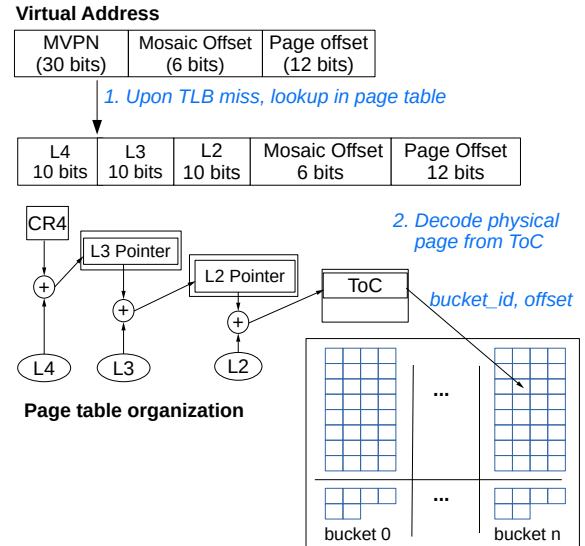 Virtual Address
MVPN
(30 bits)
Mosaic Offset
(6 bits)
Page offset
(12 bits)
1. Upon TLB miss, lookup in page table
L4
10 bits
L3
10 bits
L2
10 bits
Mosaic Offset
6 bits
Page Offset
12 bits
2. Decode physical
page from ToC
CR4
L3 Pointer
L2 Pointer
ToC
bucket_id, offset
+
+
+
L4
L3
L2
Page table organization
...
...
bucket 0
bucket n